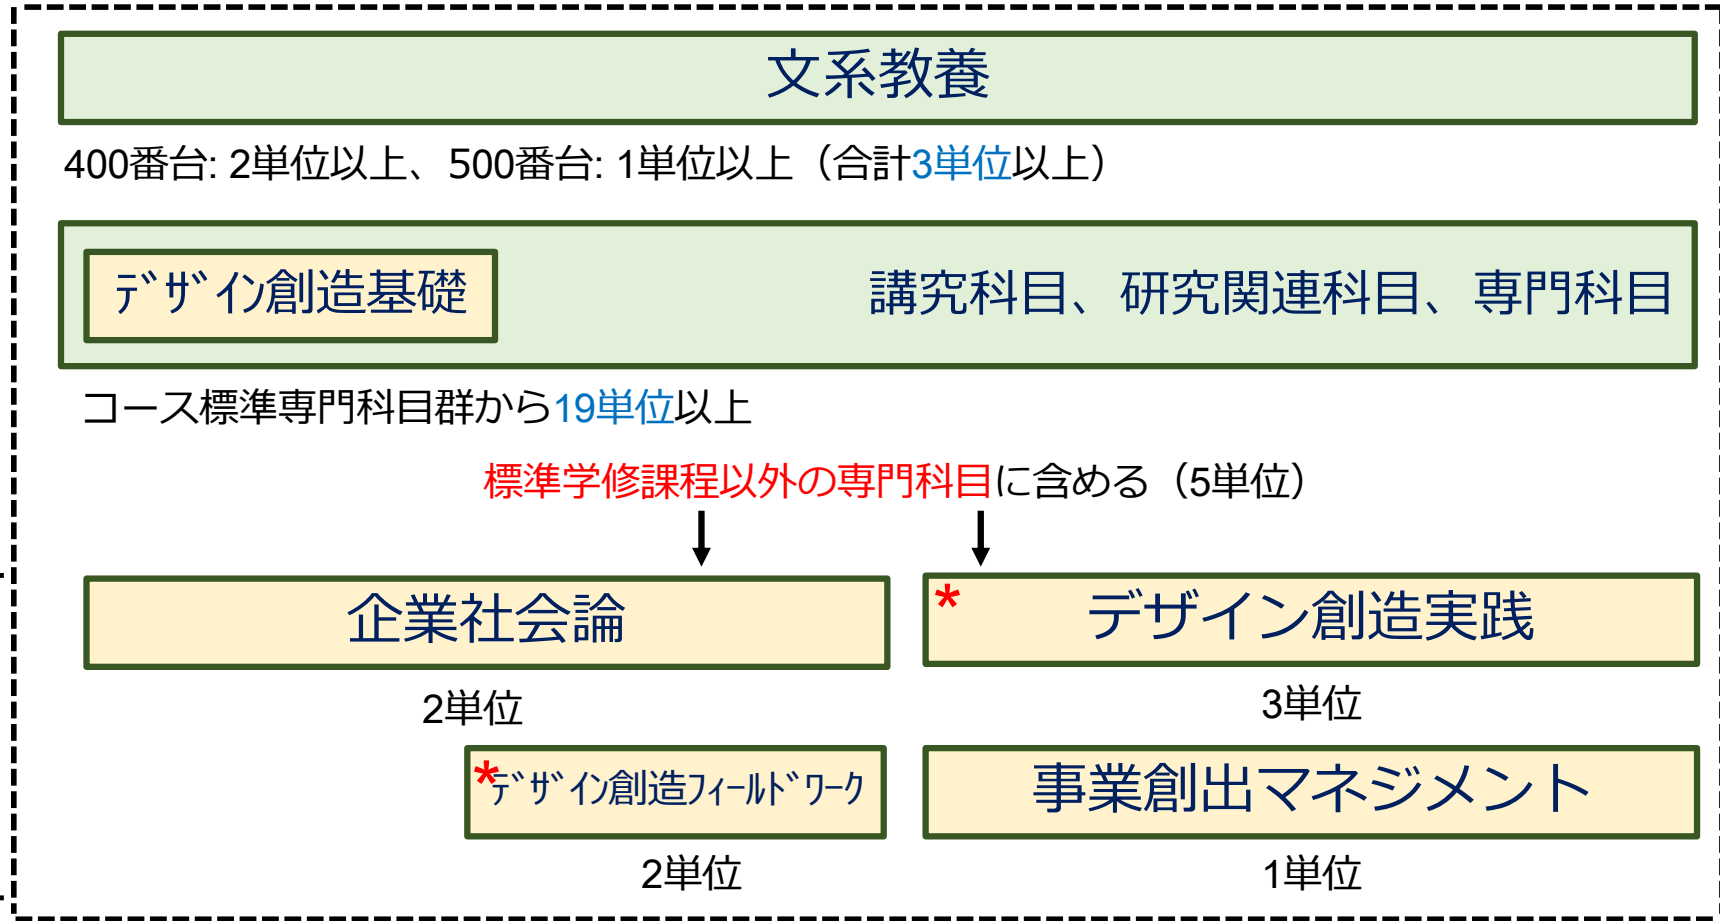 文系教養
400番台: 2単位以上、500番台: 1単位以上（合計3単位以上）
ﾃﾞｻﾞｲﾝ創造基礎 講究科目、研究関連科目、専門科目
コース標準専門科目群から19単位以上
標準学修課程以外の専門科目に含める（5単位）
企業社会論
* デザイン創造実践
2単位
3単位
*ﾃﾞｻﾞｲﾝ創造ﾌｨｰﾙﾄﾞﾜｰｸ
事業創出マネジメント
2単位
1単位